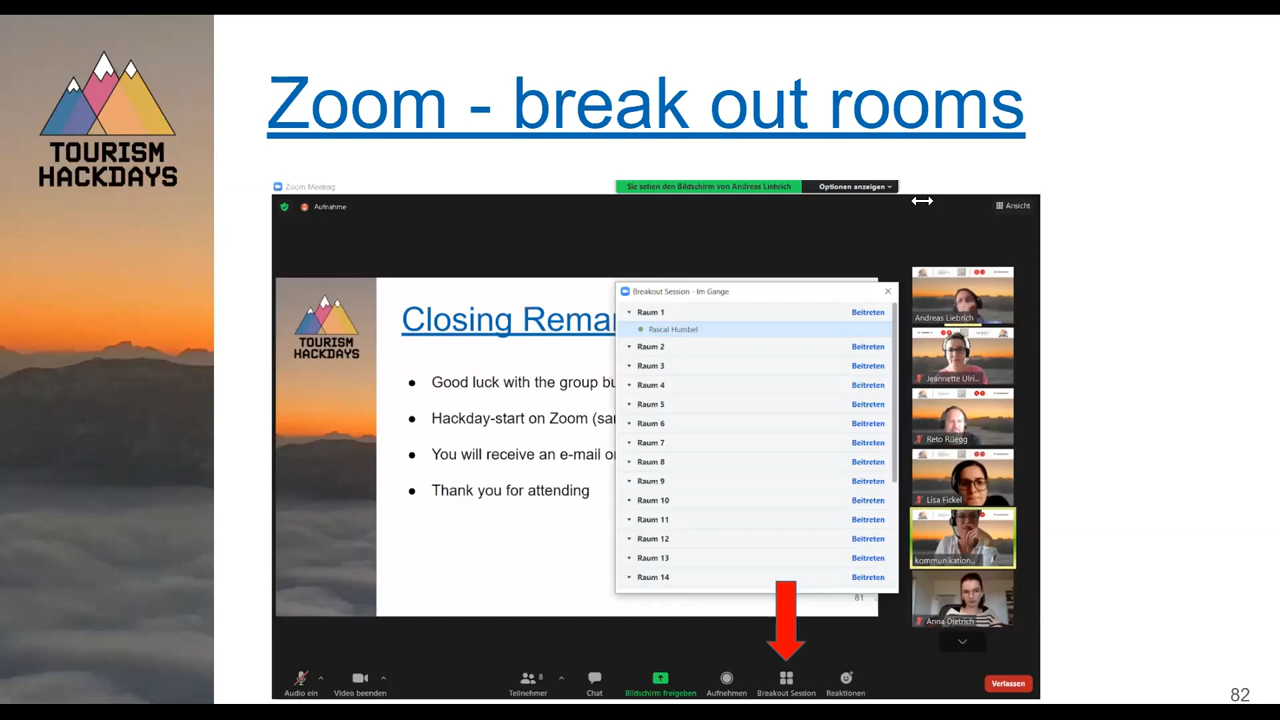 TOURISM
HACKDAYS
Zoom - break out rooms
Zoom Meeting
Sie sehen den Bildschirm von Andreas Liebrich
Optionen anzeigen
Aufnahme
Ansicht
TOURISM
HACKDAYS
Closing Remar
Good luck with the group bu
Hackday-start on Zoom (sar
You will receive an e-mail o
Thank you for attending
81
Breakout Session - Im Gange
Raum 1 Beitreten
Pascal Humbel
Raum 2 Beitreten
Raum 3 Beitreten
Raum 4 Beitreten
Raum 5 Beitreten
Raum 6 Beitreten
Raum 7 Beitreten
Raum 8 Beitreten
Raum 9 Beitreten
Raum 10 Beitreten
Raum 11 Beitreten
Raum 12 Beitreten
Raum 13 Beitreten
Raum 14 Beitreten
Andreas Liebrich
Jeannette Ulri...
Reto Rüegg
Lisa Fickel
kommunikation...
Anna Dietrich
Audio ein
Video beenden
8
Teilnehmer
Chat
Bildschirm freigeben
Aufnehmen
Breakout Session
Reaktionen
Verlassen
82